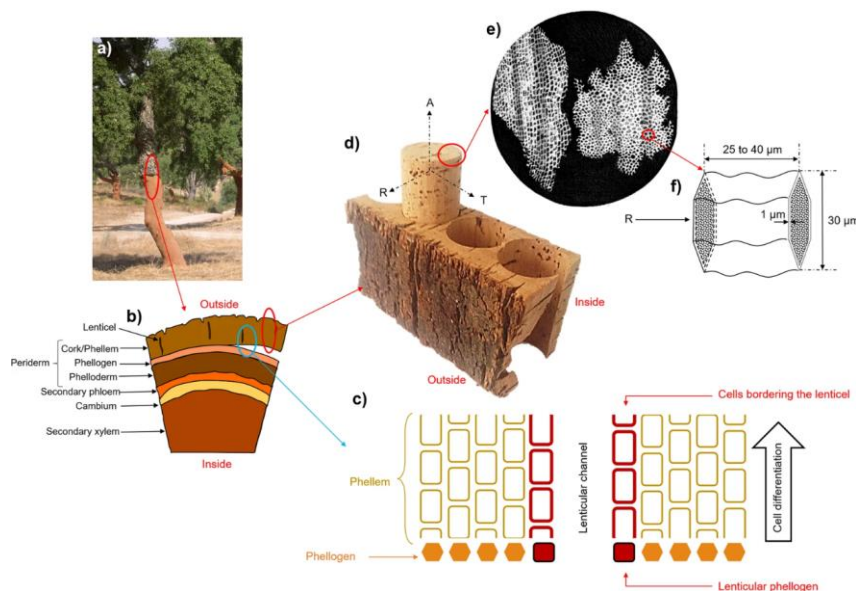 a)
b)
Outside
Lenticel
Cork/Phellem
Periderm
Phellogen
Phelloderm
Secondary phloem
Cambium
Secondary xylem
Inside
d)
A
R
T
Inside
Outside
e)
f)
25 to 40 µm
R
1 µm
30 µm
c)
Phellem
Phellogen
Lenticular channel
Cells bordering the lenticel
Cell differentiation
Lenticular phellogen